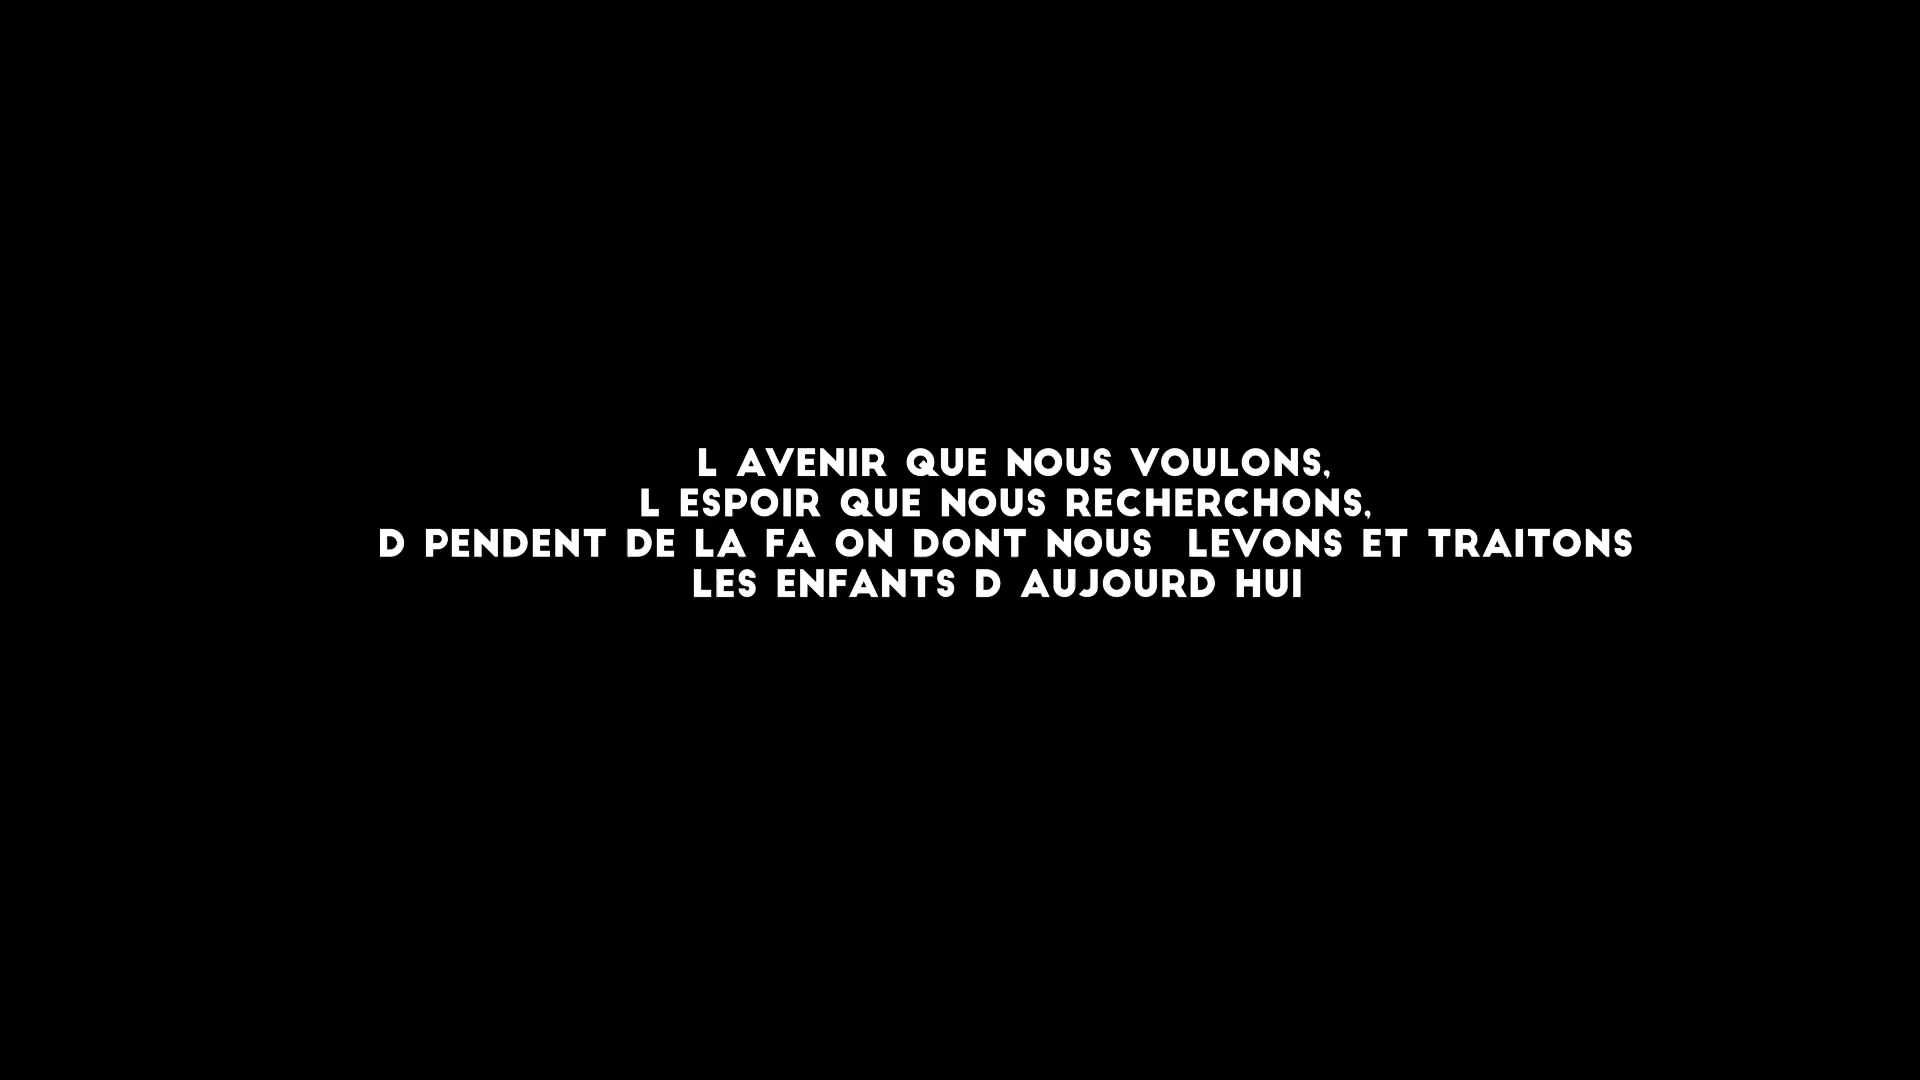 L AVENIR QUE NOUS VOULONS,
L ESPOIR QUE NOUS RECHERCHONS,
D PENDENT DE LA FA ON DONT NOUS  LEVONS ET TRAITONS
LES ENFANTS D AUJOURD HUI